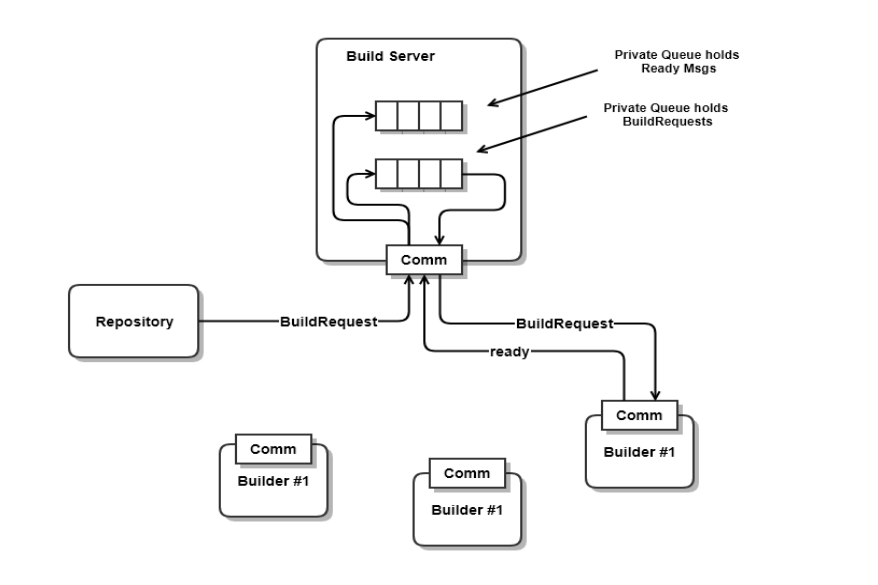 Build Server
Private Queue holds
Ready Msgs
Private Queue holds
BuildRequests
Comm
Repository
BuildRequest
BuildRequest
ready
Comm
Builder #1
Comm
Builder #1
Comm
Builder #1